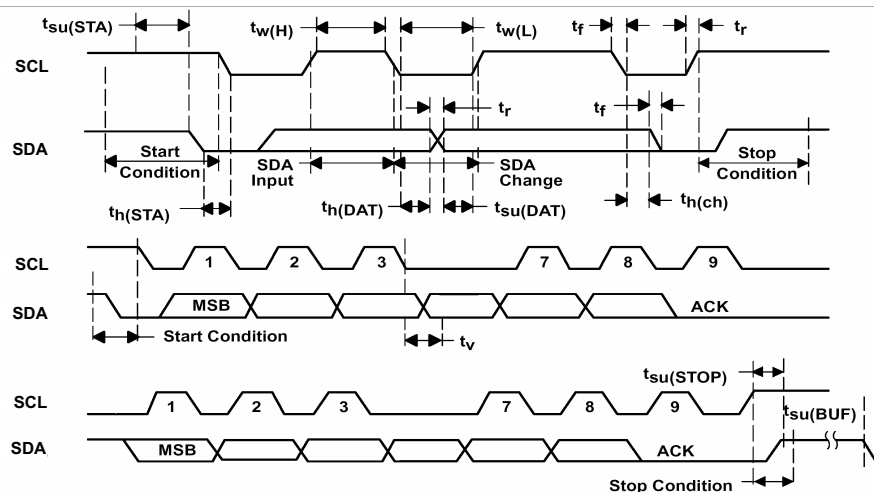 tsu(STA) tw(H) tw(L) tf tr
SCL
tr tf
SDA
Start Condition SDA Input SDA Change Stop Condition
th(STA) th(DAT) tsu(DAT) th(ch)
SCL 1 2 3 7 8 9
SDA MSB ACK
Start Condition tv
tsu(STOP)
SCL 1 2 3 7 8 9
tsu(BUF)
SDA MSB ACK
Stop Condition